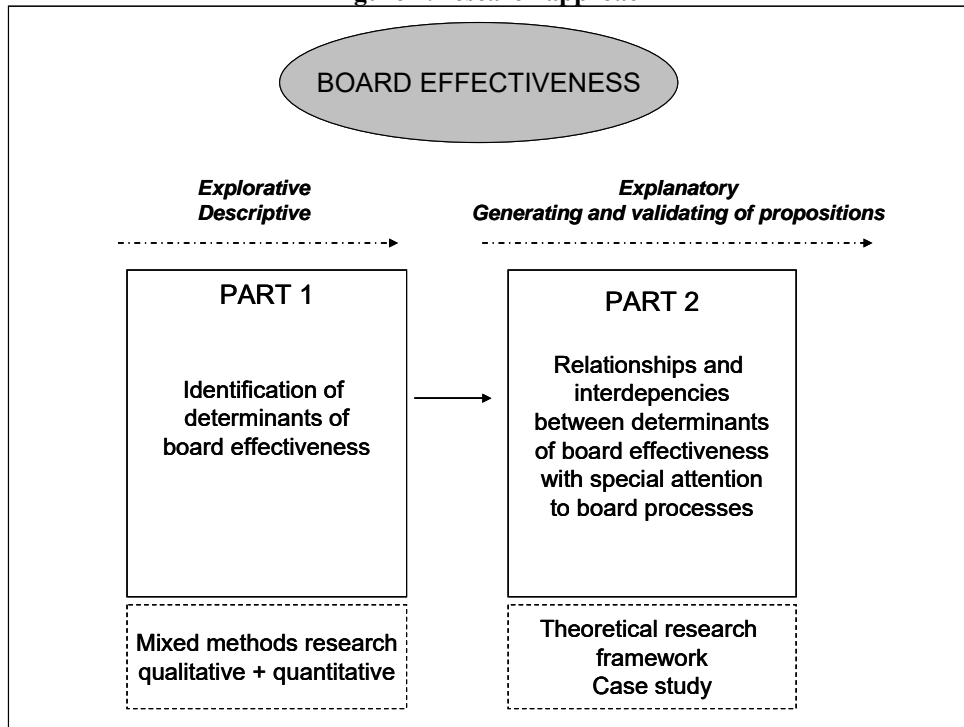 BOARD EFFECTIVENESS
Explorative
Descriptive
Explanatory
Generating and validating of propositions
PART 1
Identification of
determinants of
board effectiveness
PART 2
Relationships and
interdepencies
between determinants
of board effectiveness
with special attention
to board processes
Mixed methods research
qualitative + quantitative
Theoretical research
framework
Case study